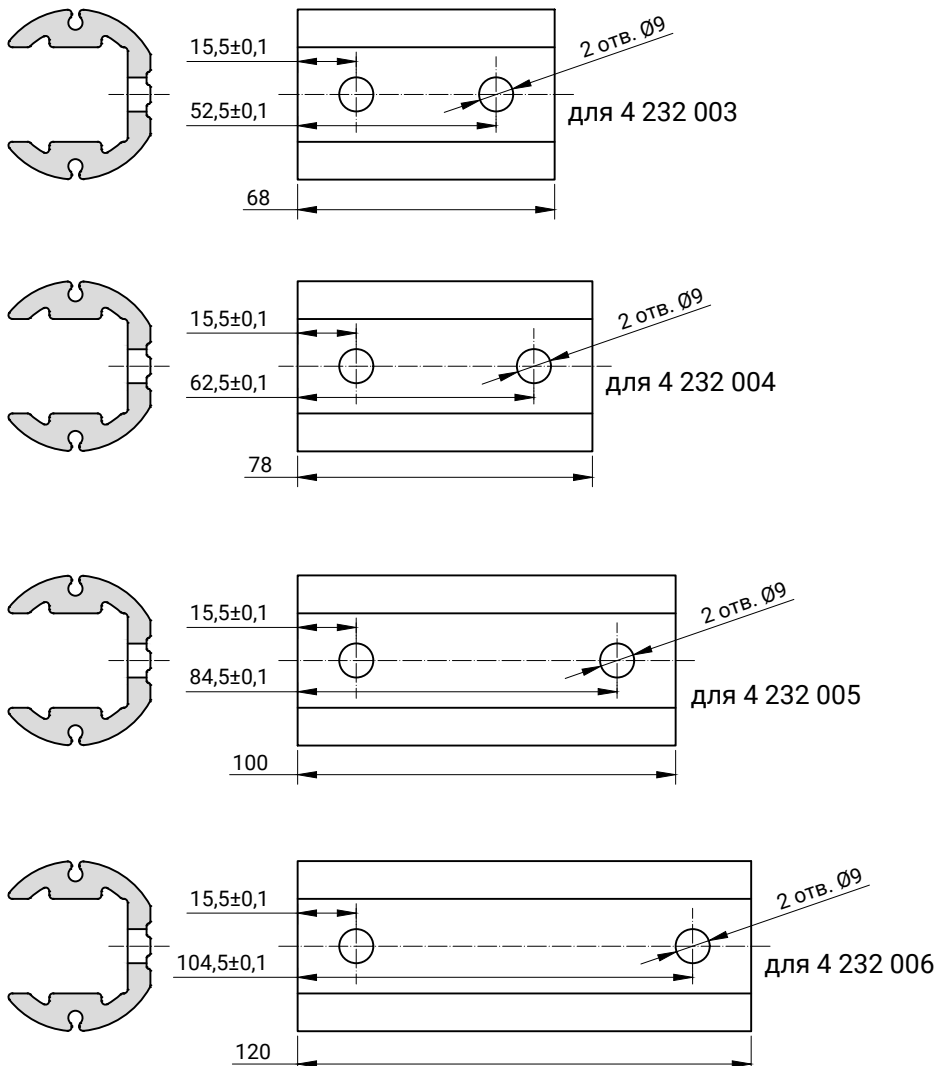 15,5±0,1
2 отв. Ø9
52,5±0,1
для 4 232 003
68
15,5±0,1
2 отв. Ø9
62,5±0,1
для 4 232 004
78
15,5±0,1
2 отв. Ø9
84,5±0,1
для 4 232 005
100
15,5±0,1
2 отв. Ø9
104,5±0,1
для 4 232 006
120